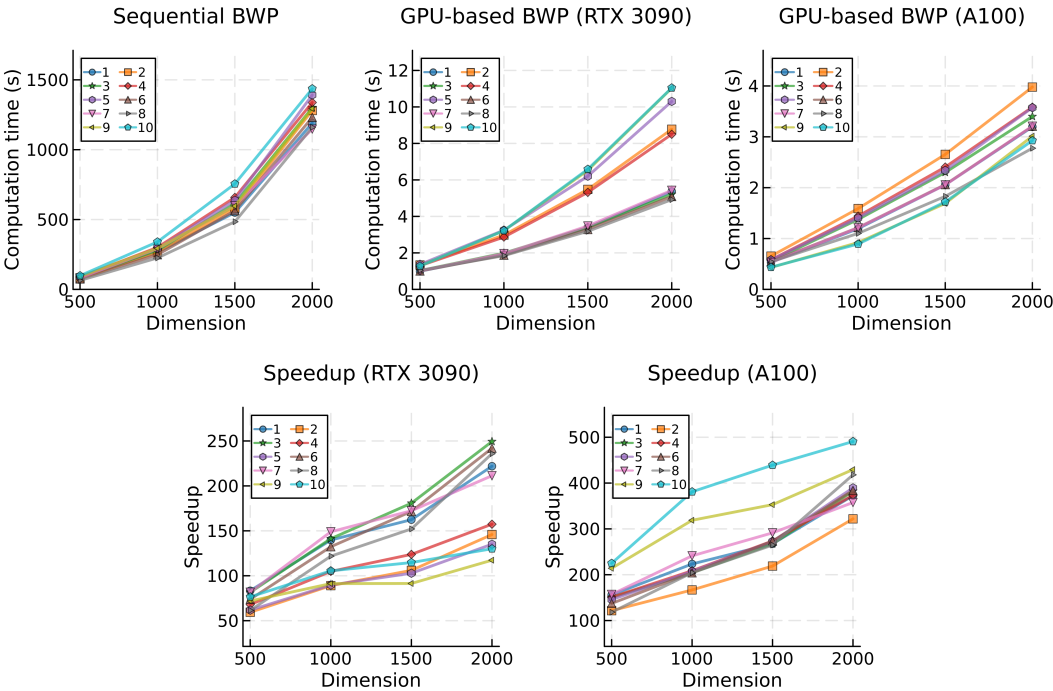 Sequential BWP
Computation time (s)
1500
1000
500
0
1 2
3 4
5 6
7 8
9 10
500 1000 1500 2000
Dimension
GPU-based BWP (RTX 3090)
Computation time (s)
12
10
8
6
4
2
0
1 2
3 4
5 6
7 8
9 10
500 1000 1500 2000
Dimension
GPU-based BWP (A100)
Computation time (s)
4
3
2
1
0
1 2
3 4
5 6
7 8
9 10
500 1000 1500 2000
Dimension
Speedup (RTX 3090)
Speedup
250
200
150
100
50
1 2
3 4
5 6
7 8
9 10
500 1000 1500 2000
Dimension
Speedup (A100)
Speedup
500
400
300
200
100
1 2
3 4
5 6
7 8
9 10
500 1000 1500 2000
Dimension